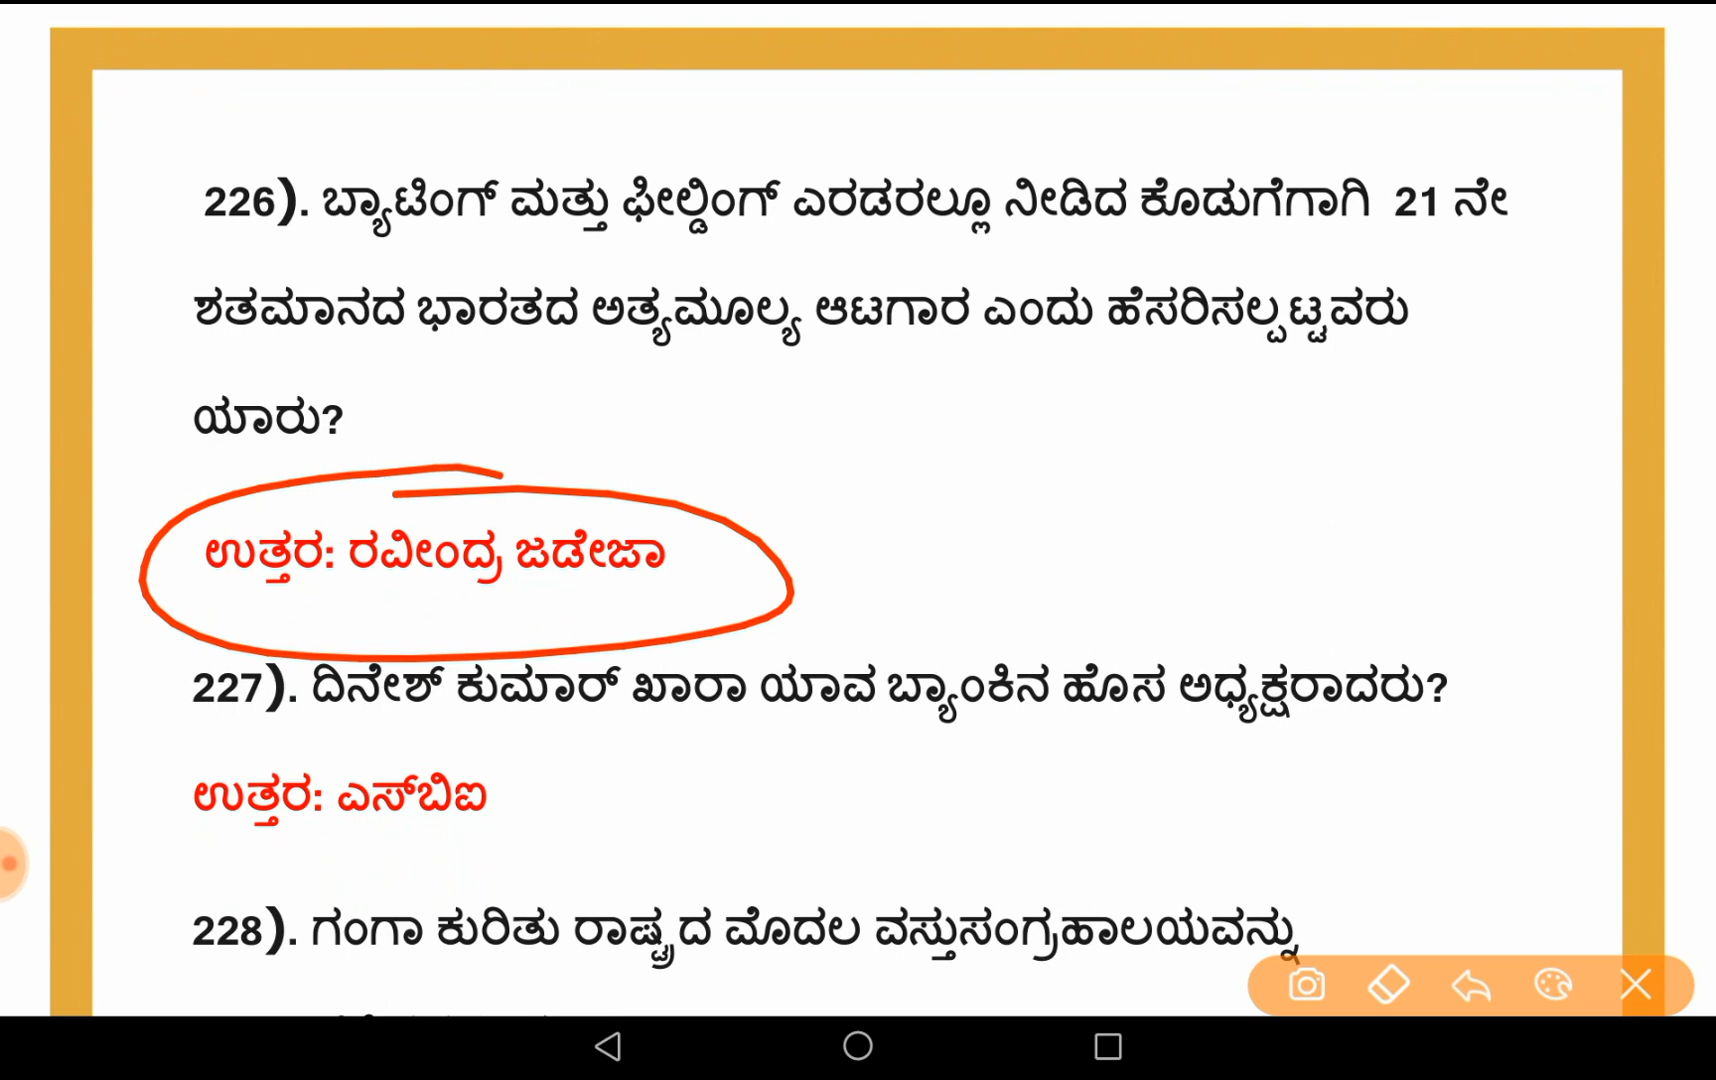 226). ಬ್ಯಾಟಿಂಗ್ ಮತ್ತು ಫೀಲ್ಡಿಂಗ್ ಎರಡರಲ್ಲೂ ನೀಡಿದ ಕೊಡುಗೆಗಾಗಿ 21 ನೇ
ಶತಮಾನದ ಭಾರತದ ಅತ್ಯಮೂಲ್ಯ ಆಟಗಾರ ಎಂದು ಹೆಸರಿಸಲ್ಪಟ್ಟವರು
ಯಾರು?
ಉತ್ತರ: ರವೀಂದ್ರ ಜಡೇಜಾ
227). ದಿನೇಶ್ ಕುಮಾರ್ ಖಾರಾ ಯಾವ ಬ್ಯಾಂಕಿನ ಹೊಸ ಅಧ್ಯಕ್ಷರಾದರು?
ಉತ್ತರ: ಎಸ್‌ಬಿಐ
228). ಗಂಗಾ ಕುರಿತು ರಾಷ್ಟ್ರದ ಮೊದಲ ವಸ್ತುಸಂಗ್ರಹಾಲಯವನ್ನು